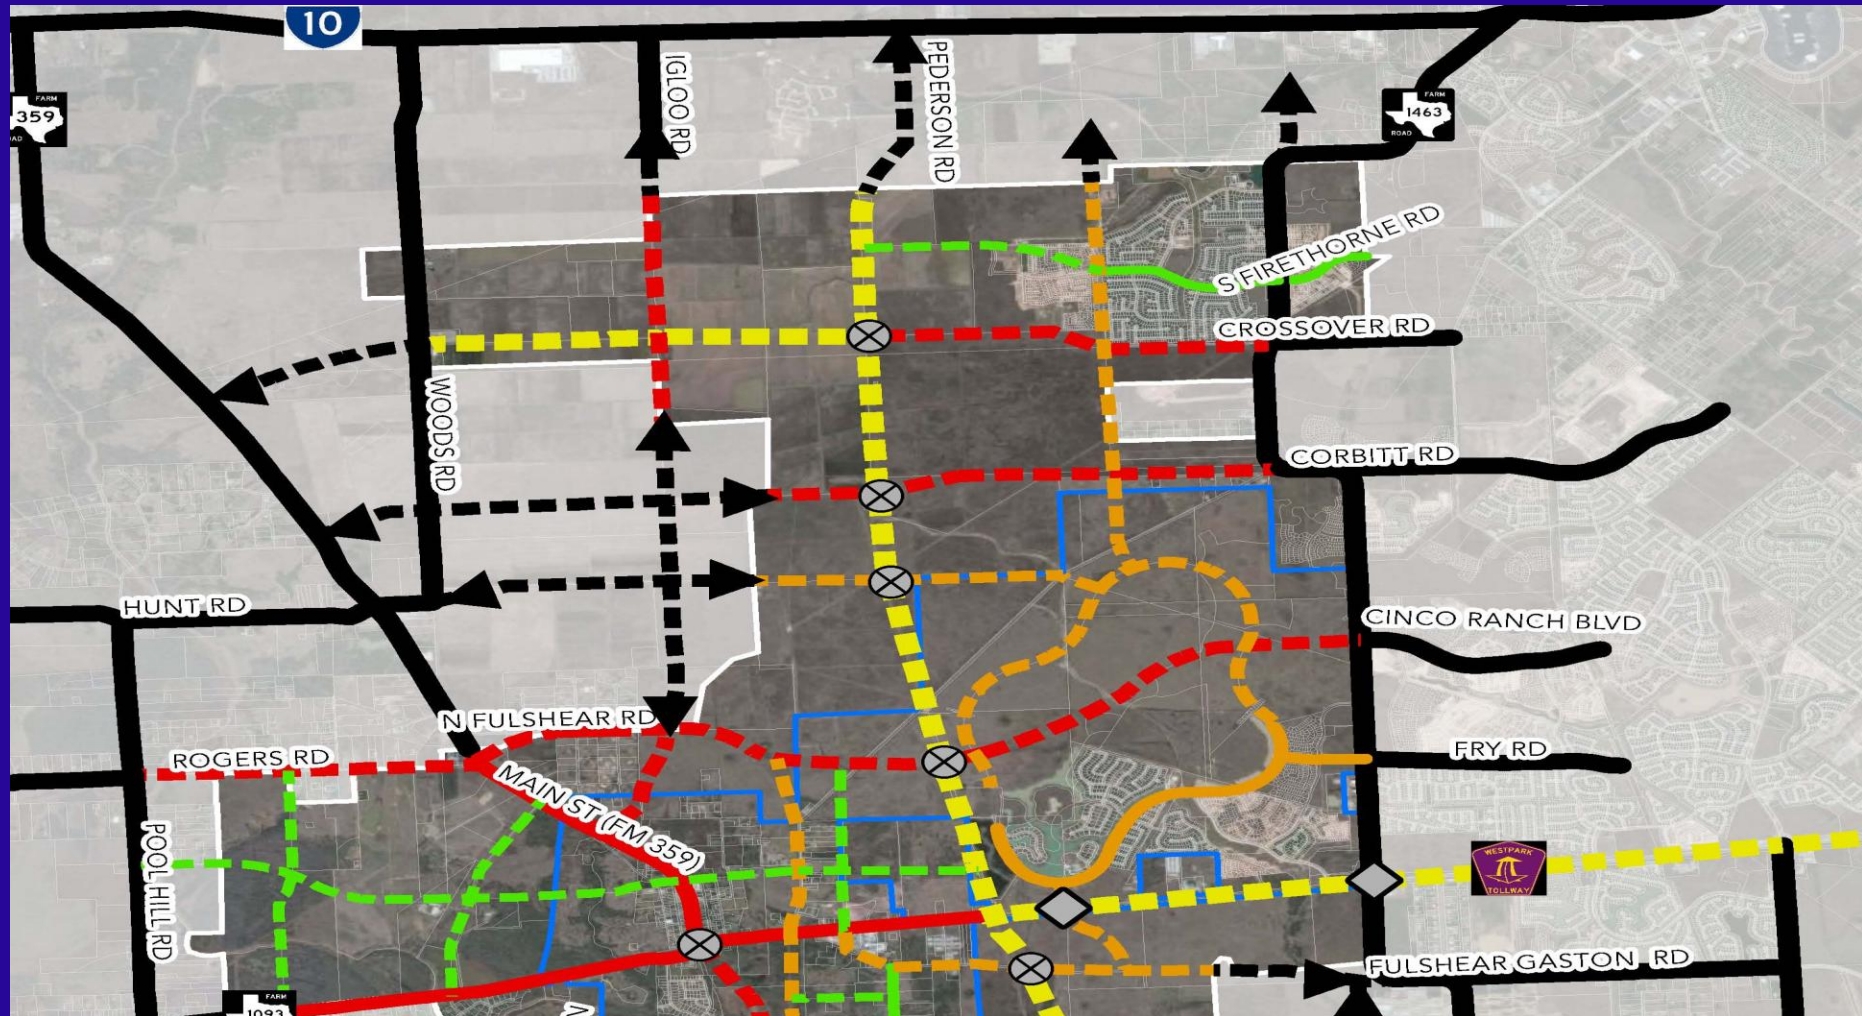 10
IGLOO RD
PEDERSON RD
FARM
359
ROAD
FARM
1463
ROAD
S FIRETHORNE RD
CROSSOVER RD
WOODS RD
CORBITT RD
HUNT RD
CINCO RANCH BLVD
N FULSHEAR RD
ROGERS RD
FRY RD
MAIN ST (FM 359)
POOL HILL RD
WESTPARK
TOLLWAY
FULSHEAR GASTON RD
FARM
1093